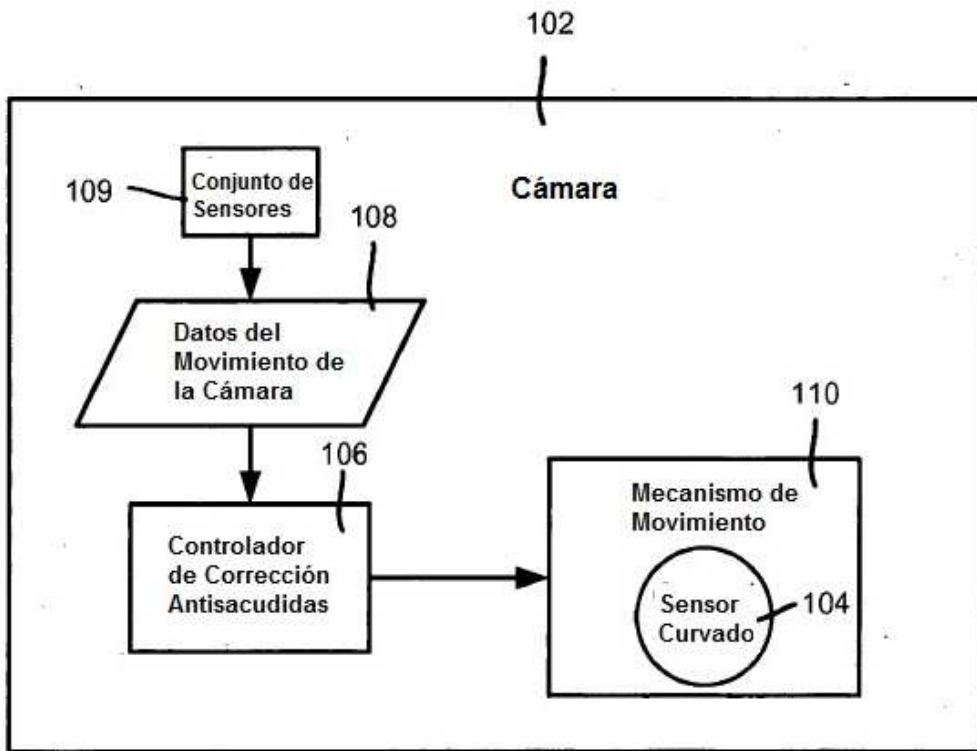 102
Cámara
109
Conjunto de
Sensores
108
Datos del
Movimiento de
la Cámara
106
Controlador
de Corrección
Antisacudidas
110
Mecanismo de
Movimiento
Sensor
Curvado
104